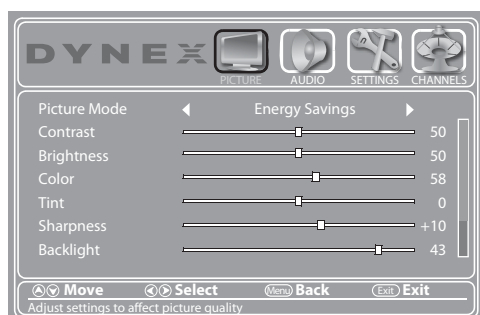 DYNEX
PICTURE AUDIO SETTINGS CHANNELS
Picture Mode Energy Savings
Contrast 50
Brightness 50
Color 58
Tint 0
Sharpness +10
Backlight 43
Move Select Menu Back Exit Exit
Adjust settings to affect picture quality